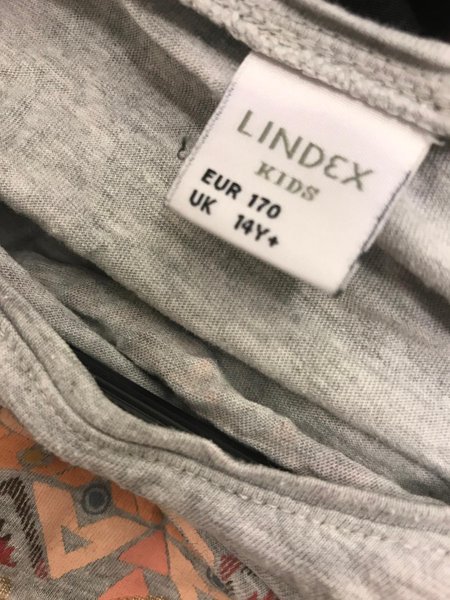 LINDEX
KIDS
EUR 170
UK 14Y+